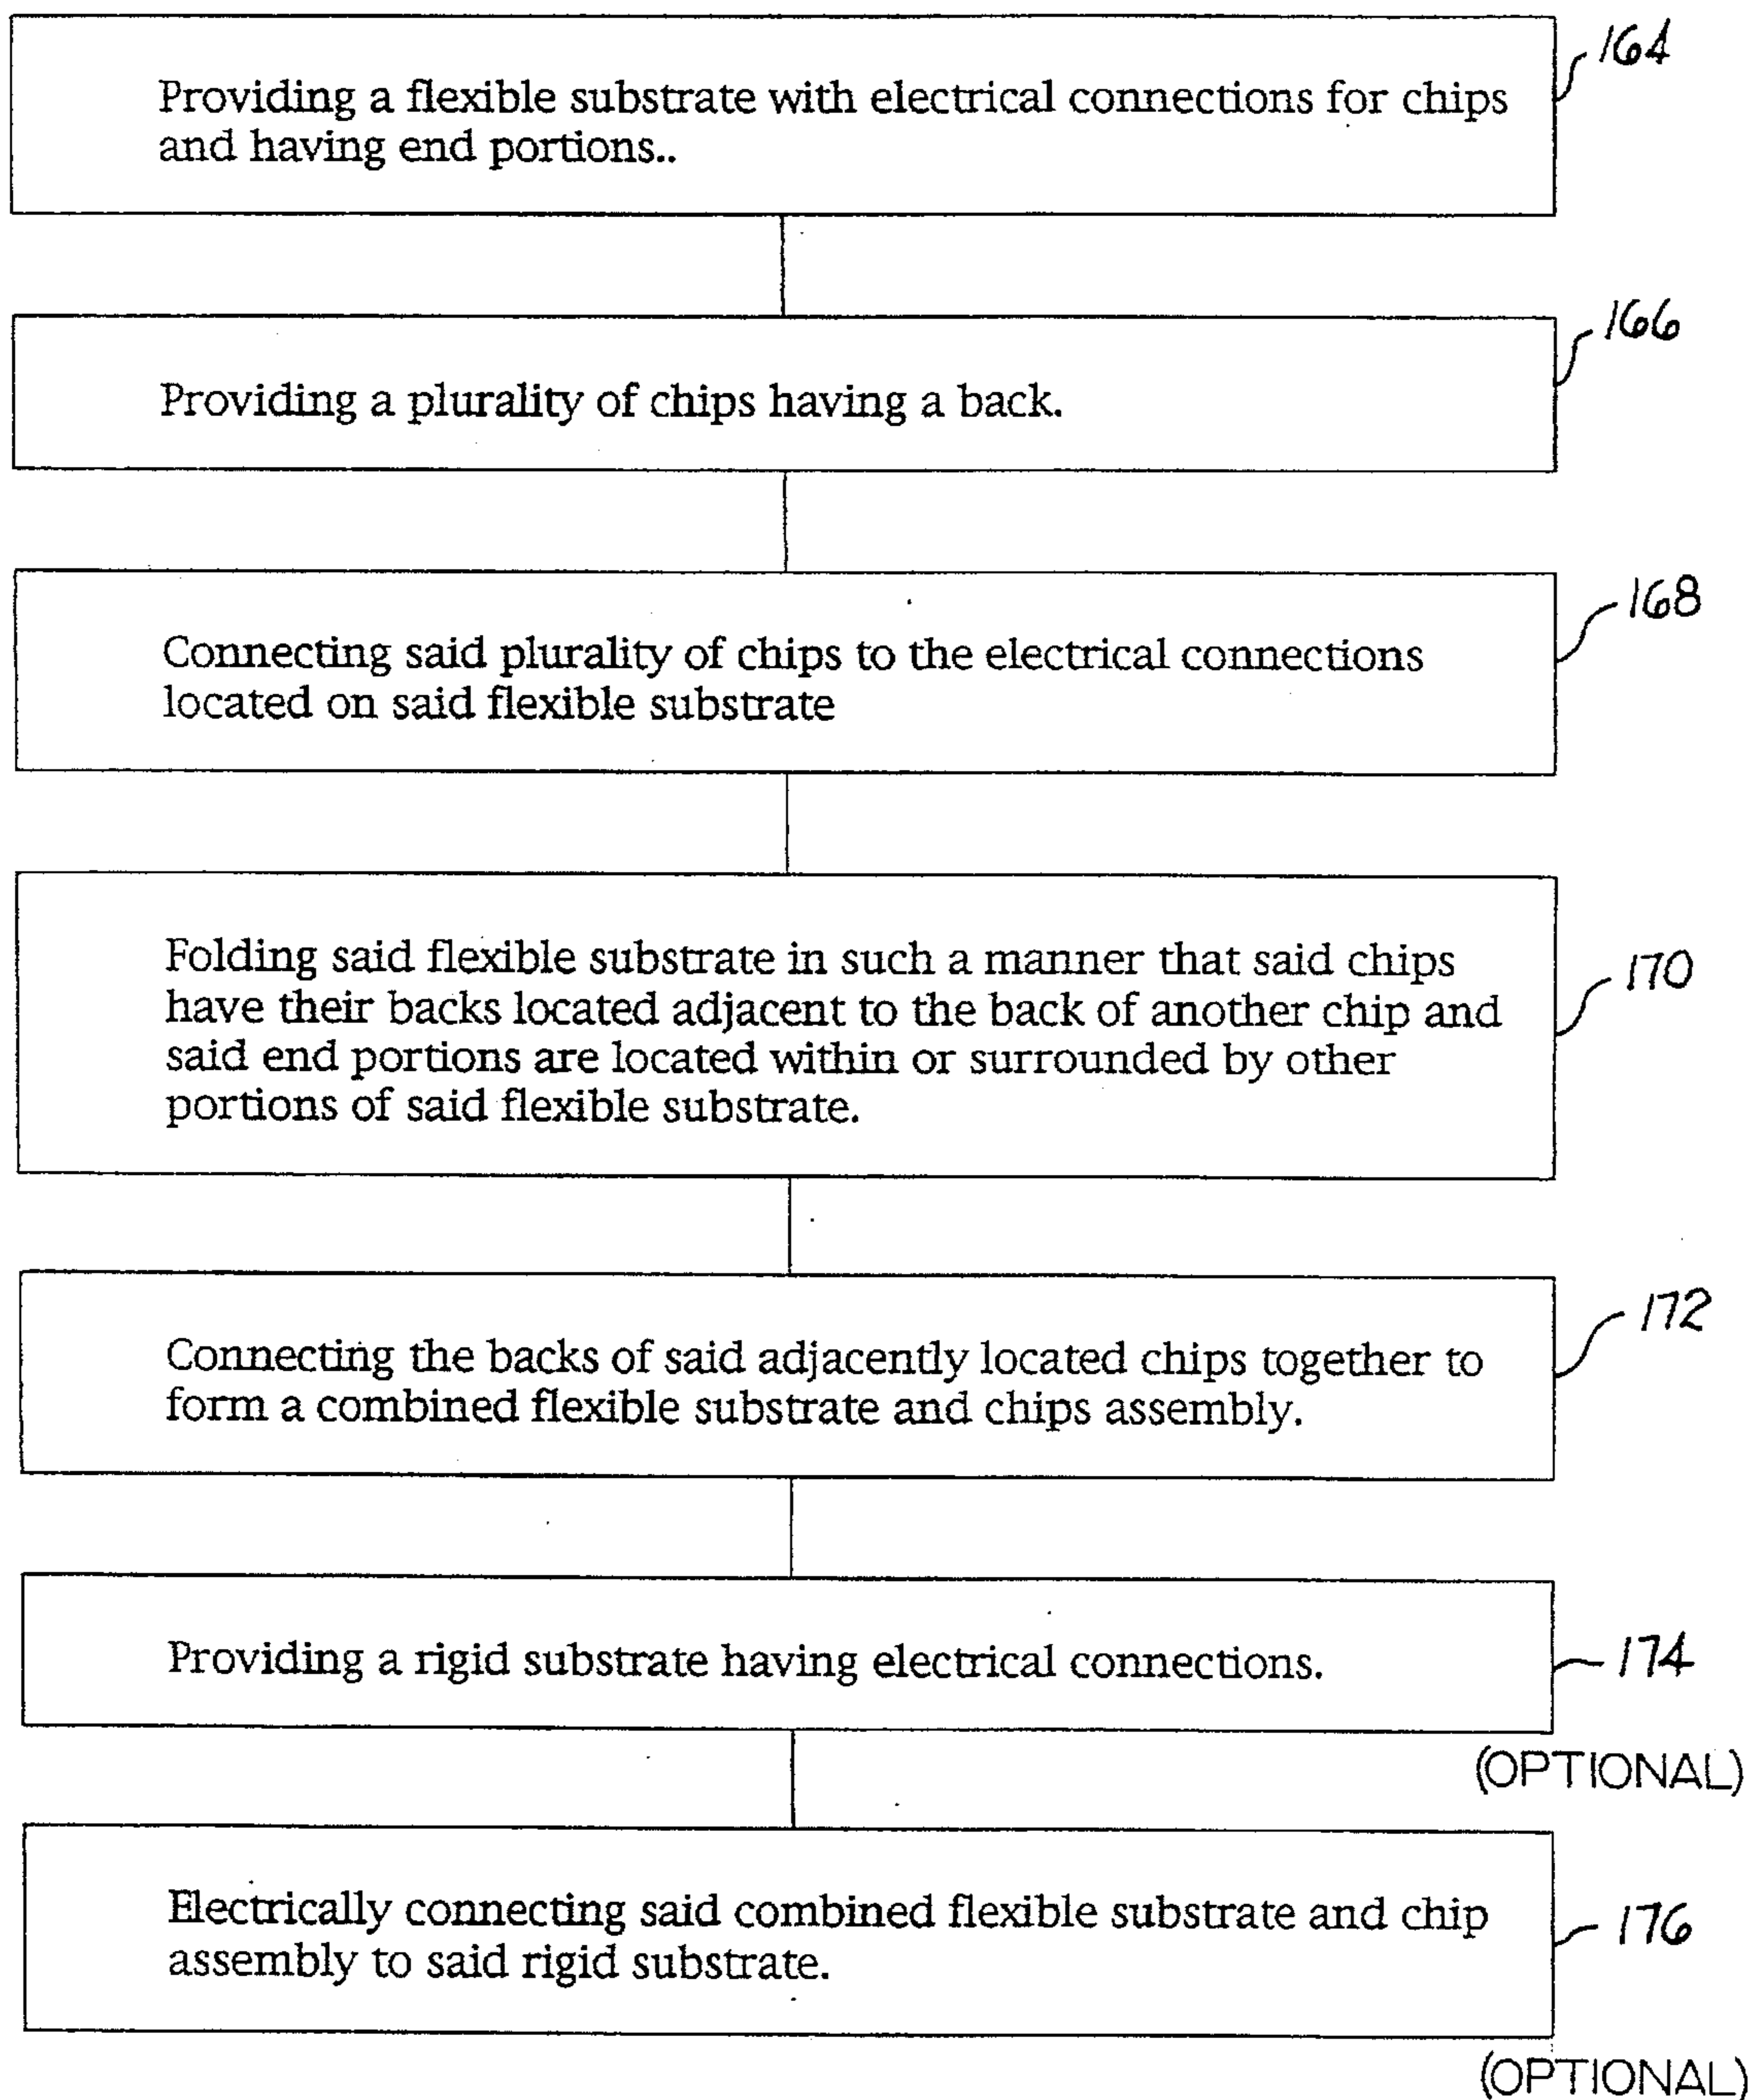 164
Providing a flexible substrate with electrical connections for chips
and having end portions..
166
Providing a plurality of chips having a back.
168
Connecting said plurality of chips to the electrical connections
located on said flexible substrate
Folding said flexible substrate in such a manner that said chips
170
have their backs located adjacent to the back of another chip and
said end portions are located within or surrounded by other
portions of said flexible substrate.
172
Connecting the backs of said adjacently located chips together to
form a combined flexible substrate and chips assembly.
Providing a rigid substrate having electrical connections.
174
(OPTIONAL)
Electrically connecting said combined flexible substrate and chip
176
assembly to said rigid substrate.
(OPTIONAL)